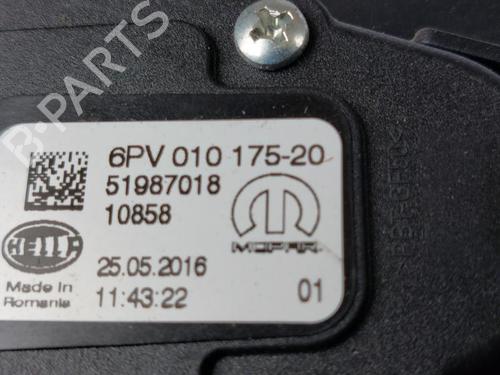 B-PARTS
6PV 010 175-20
51987018
10858
HELLA
MOPAR
Made In
Romania
25.05.2016
11:43:22
01